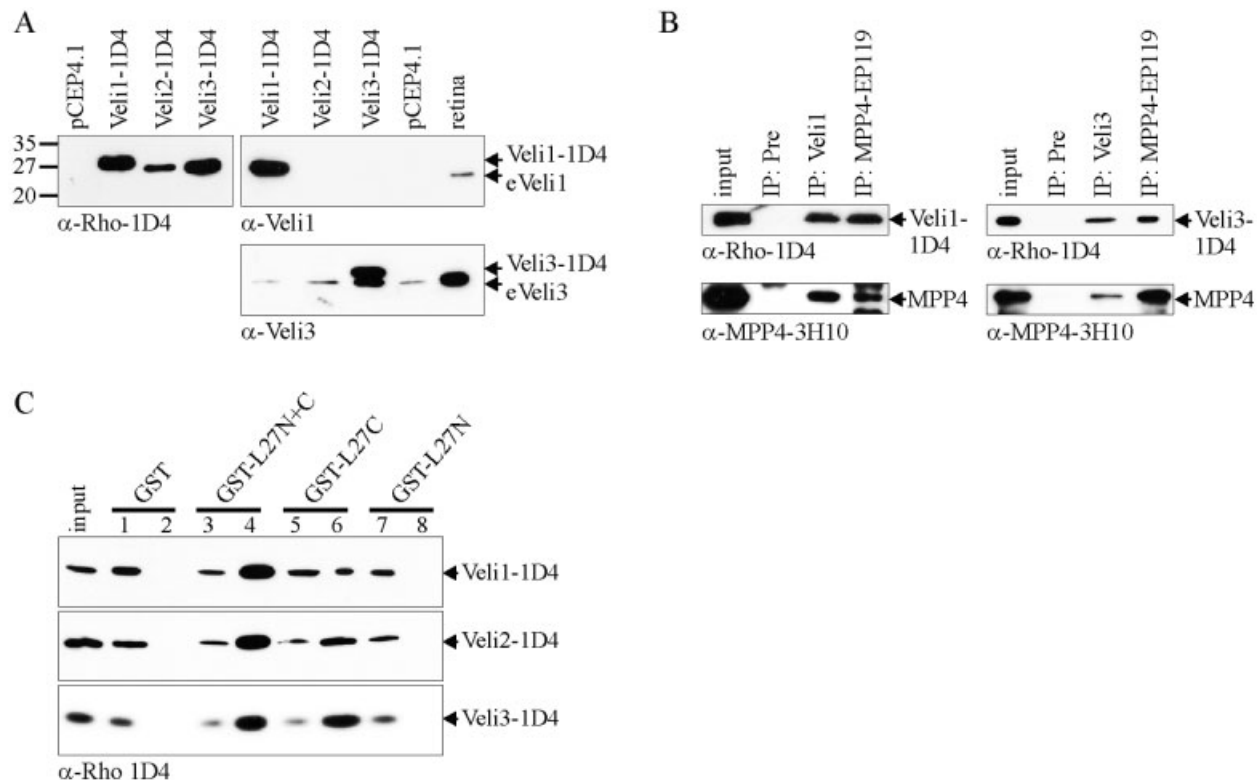 A
pCEP4.1
Veli1-1D4
Veli2-1D4
Veli3-1D4
Veli1-1D4
Veli2-1D4
Veli3-1D4
pCEP4.1
retina
35
27
20
Veli1-1D4
eVeli1
α-Rho-1D4
α-Veli1
Veli3-1D4
eVeli3
α-Veli3
B
input
IP: Pre
IP: Veli1
IP: MPP4-EP119
Veli1-
1D4
α-Rho-1D4
MPP4
α-MPP4-3H10
input
IP: Pre
IP: Veli3
IP: MPP4-EP119
Veli3-
1D4
α-Rho-1D4
MPP4
α-MPP4-3H10
C
input
GST
GST-L27N+C
GST-L27C
GST-L27N
1 2 3 4 5 6 7 8
Veli1-1D4
Veli2-1D4
Veli3-1D4
α-Rho 1D4